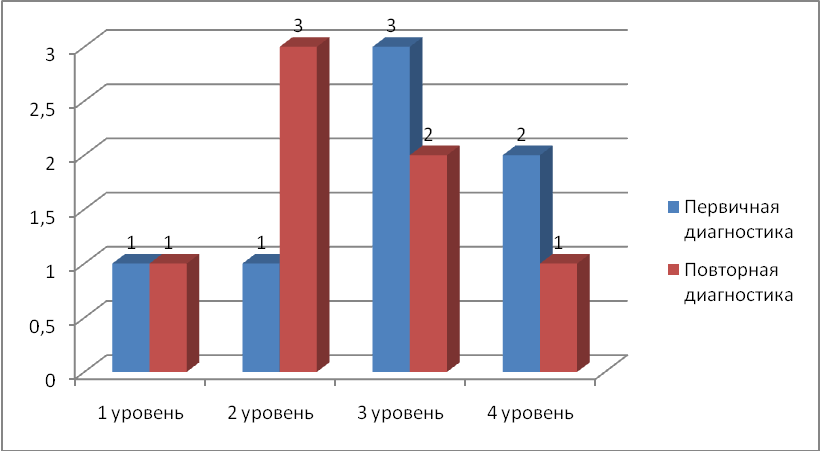 3
2,5
2
1,5
1
0,5
0
1
1
1
3
3
2
2
1
1 уровень
2 уровень
3 уровень
4 уровень
Первичная
диагностика
Повторная
диагностика